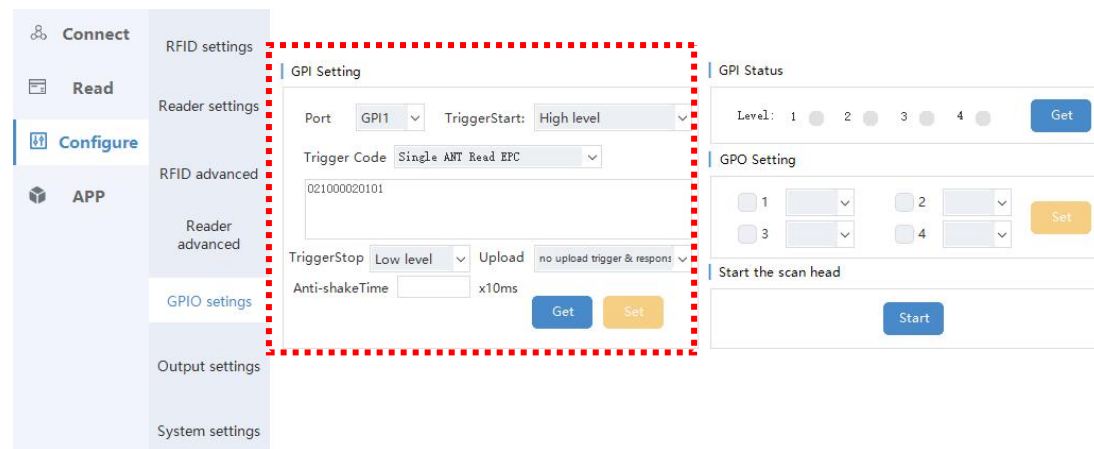 Connect
Read
Configure
APP
RFID settings
Reader settings
RFID advanced
Reader
advanced
GPIO setings
Output settings
System settings
GPI Setting
Port GPI1 TriggerStart: High level
Trigger Code Single ANT Read EPC
021000020101
TriggerStop Low level Upload no upload trigger & respons
Anti-shakeTime x10ms
Get Set
GPI Status
Level: 1 2 3 4 Get
GPO Setting
1 2
3 4
Set
Start the scan head
Start